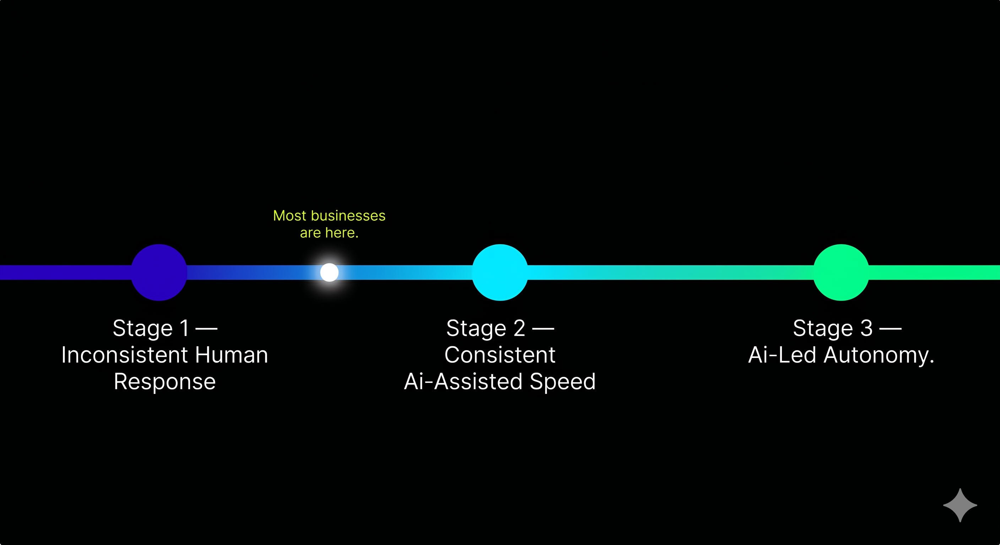 Most businesses
are here.
Stage 1 —
Inconsistent Human
Response
Stage 2 —
Consistent
Ai-Assisted Speed
Stage 3 —
Ai-Led Autonomy.